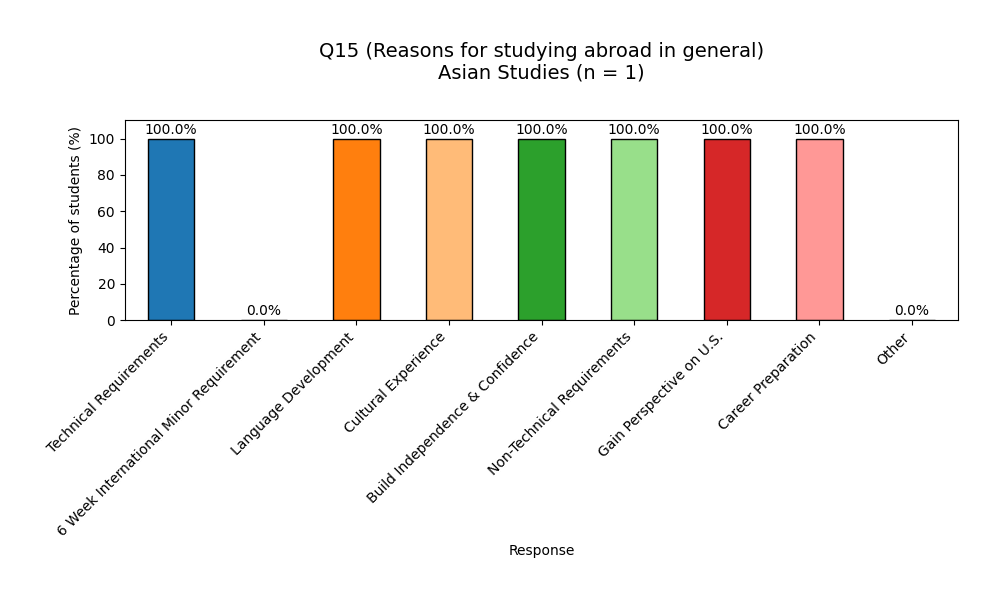 Q15 (Reasons for studying abroad in general)
Asian Studies (n = 1)
Percentage of students (%)
100
80
60
40
20
0
100.0%
0.0%
100.0%
100.0%
100.0%
100.0%
100.0%
100.0%
0.0%
Technical Requirements
6 Week International Minor Requirement
Language Development
Cultural Experience
Build Independence & Confidence
Non-Technical Requirements
Gain Perspective on U.S.
Career Preparation
Other
Response